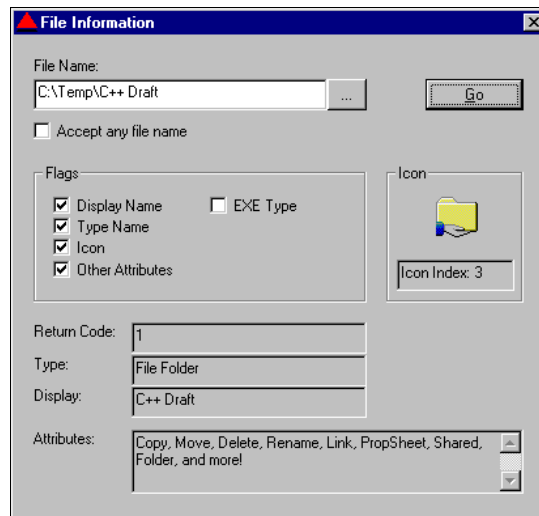 File Information
File Name:
C:\Temp\C++ Draft
...
Go
Accept any file name
Flags
Icon
Display Name
EXE Type
Type Name
Icon
Other Attributes
Icon Index: 3
Return Code:
1
Type:
File Folder
Display:
C++ Draft
Attributes:
Copy, Move, Delete, Rename, Link, PropSheet, Shared,
Folder, and more!